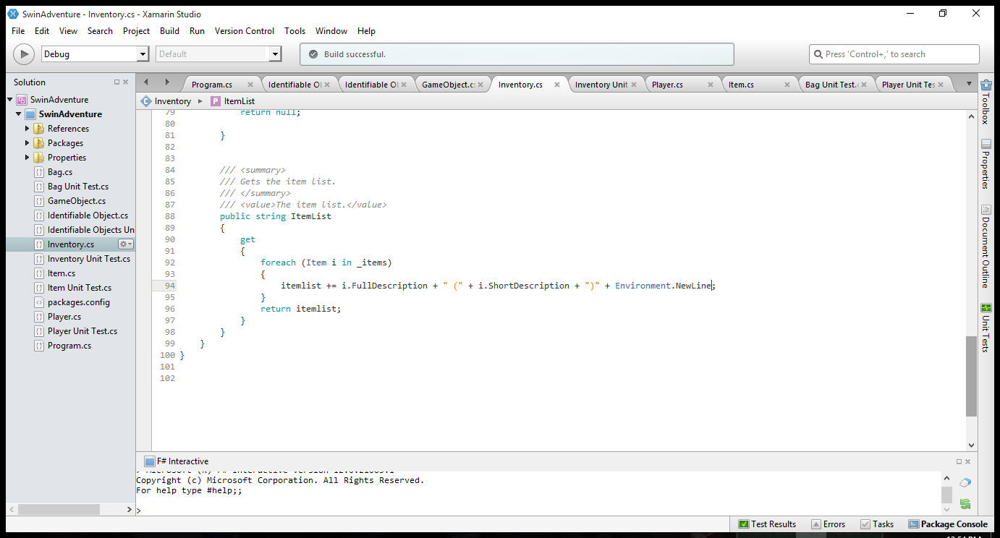 SwinAdventure - Inventory.cs - Xamarin Studio
File Edit View Search Project Build Run Version Control Tools Window Help
Debug
Default
Build successful.
Press 'Control+,' to search
Solution
Program.cs
Identifiable Ol
Identifiable Ol
GameObject.cs
Inventory.cs
Inventory Unit
Player.cs
Item.cs
Bag Unit Test.
Player Unit Tes
SwinAdventure
SwinAdventure
References
Packages
Properties
Bag.cs
Bag Unit Test.cs
GameObject.cs
Identifiable Object.cs
Identifiable Objects Un
Inventory.cs
Inventory Unit Test.cs
Item.cs
Item Unit Test.cs
packages.config
Player.cs
Player Unit Test.cs
Program.cs
Inventory ItemList
79 return null;
80
81 }
82
83
84 /// <summary>
85 /// Gets the item list.
86 /// </summary>
87 /// <value>The item list.</value>
88 public string ItemList
89 {
90 get
91 {
92 foreach (Item i in _items)
93 {
94 itemlist += i.FullDescription + " (" + i.ShortDescription + ")" + Environment.NewLine;
95 }
96 return itemlist;
97 }
98 }
99 }
100 }
101
102
Toolbox
Properties
Document Outline
Unit Tests
F# Interactive
Copyright (c) Microsoft Corporation. All Rights Reserved.
For help type #help;;
>
Test Results
Errors
Tasks
Package Console